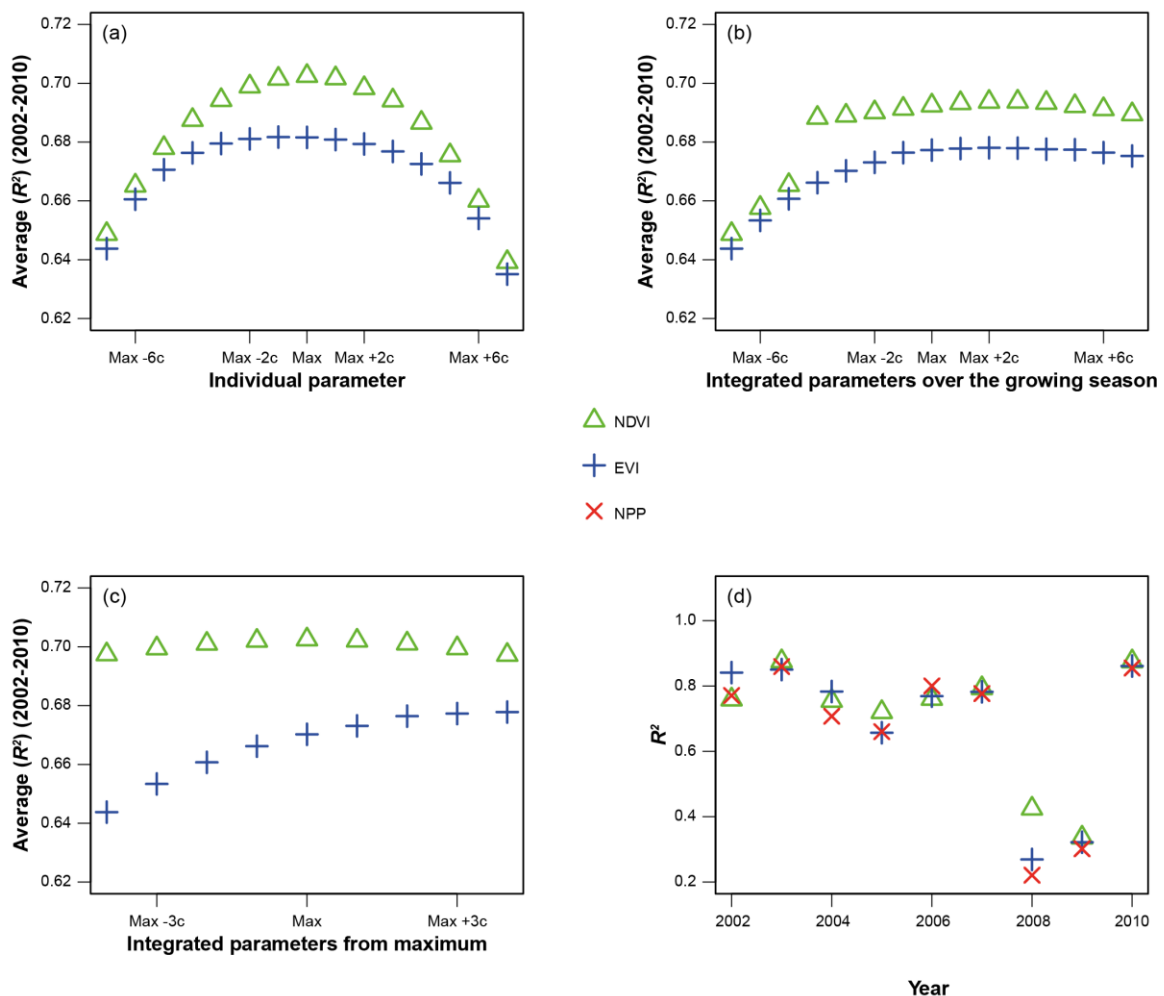 (a)
Average (R²) (2002-2010)
0.72
0.70
0.68
0.66
0.64
0.62
Max -6c Max -2c Max Max +2c Max +6c
Individual parameter
(b)
Average (R²) (2002-2010)
0.72
0.70
0.68
0.66
0.64
0.62
Max -6c Max -2c Max Max +2c Max +6c
Integrated parameters over the growing season
NDVI
EVI
NPP
(c)
Average (R²) (2002-2010)
0.72
0.70
0.68
0.66
0.64
0.62
Max -3c Max Max +3c
Integrated parameters from maximum
(d)
R²
1.0
0.8
0.6
0.4
0.2
2002 2004 2006 2008 2010
Year